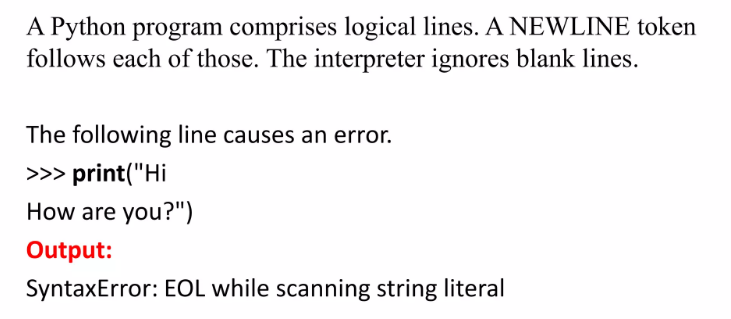 A Python program comprises logical lines. A NEWLINE token
follows each of those. The interpreter ignores blank lines.
The following line causes an error.
>>> print("Hi
How are you?")
Output:
SyntaxError: EOL while scanning string literal